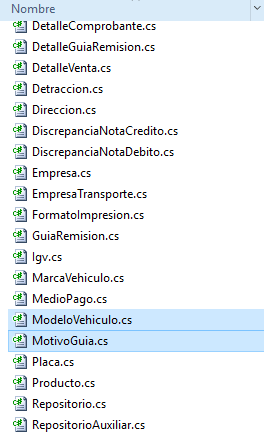 Nombre
DetalleComprobante.cs
DetalleGuiaRemision.cs
DetalleVenta.cs
Detraccion.cs
Direccion.cs
DiscrepanciaNotaCredito.cs
DiscrepanciaNotaDebito.cs
Empresa.cs
EmpresaTransporte.cs
FormatoImpresion.cs
GuiaRemision.cs
Igv.cs
MarcaVehiculo.cs
MedioPago.cs
ModeloVehiculo.cs
MotivoGuia.cs
Placa.cs
Producto.cs
Repositorio.cs
RepositorioAuxiliar.cs